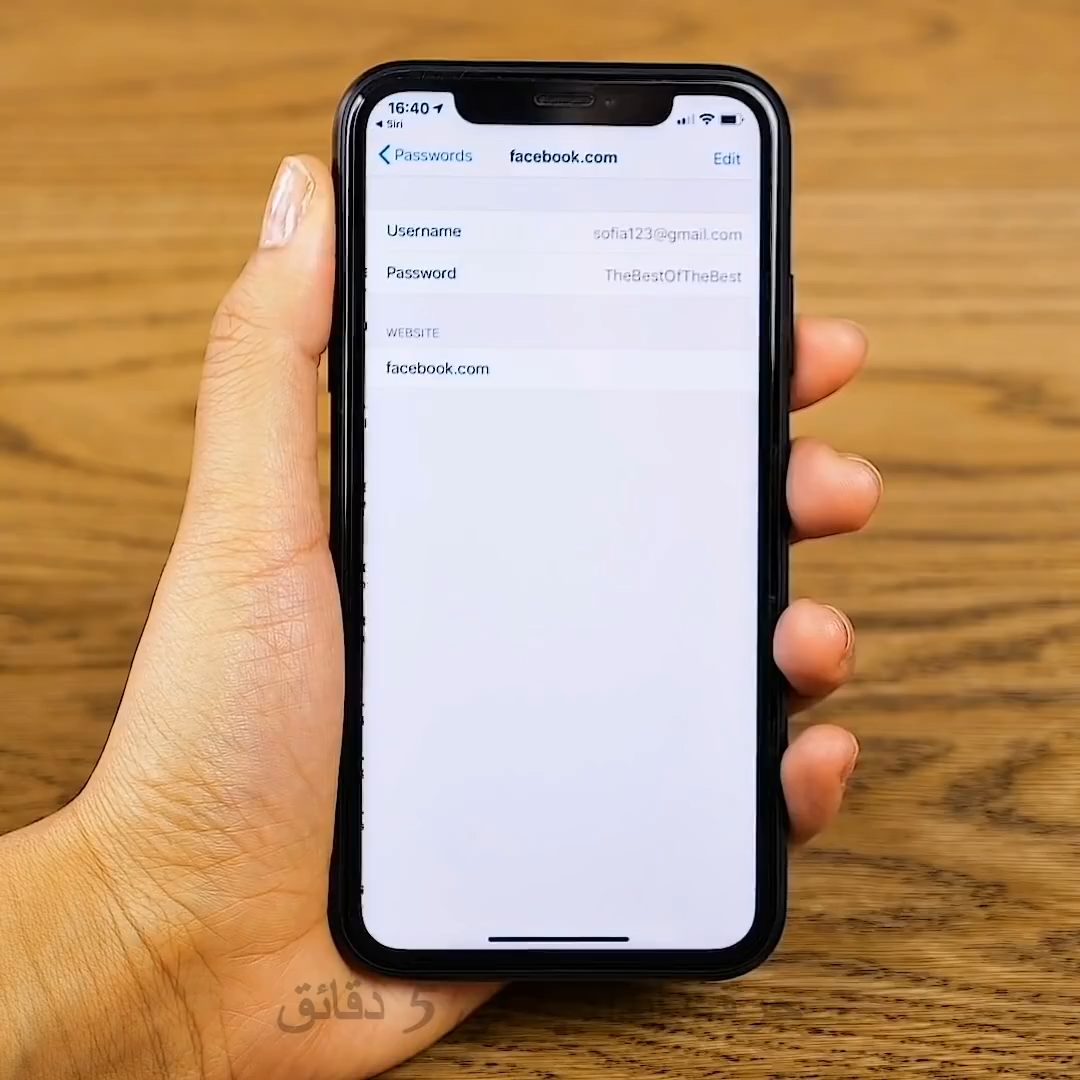 16:40
◀ Siri
Passwords facebook.com Edit
Username sofia123@gmail.com
Password TheBestOfTheBest
WEBSITE
facebook.com
5 دقائق